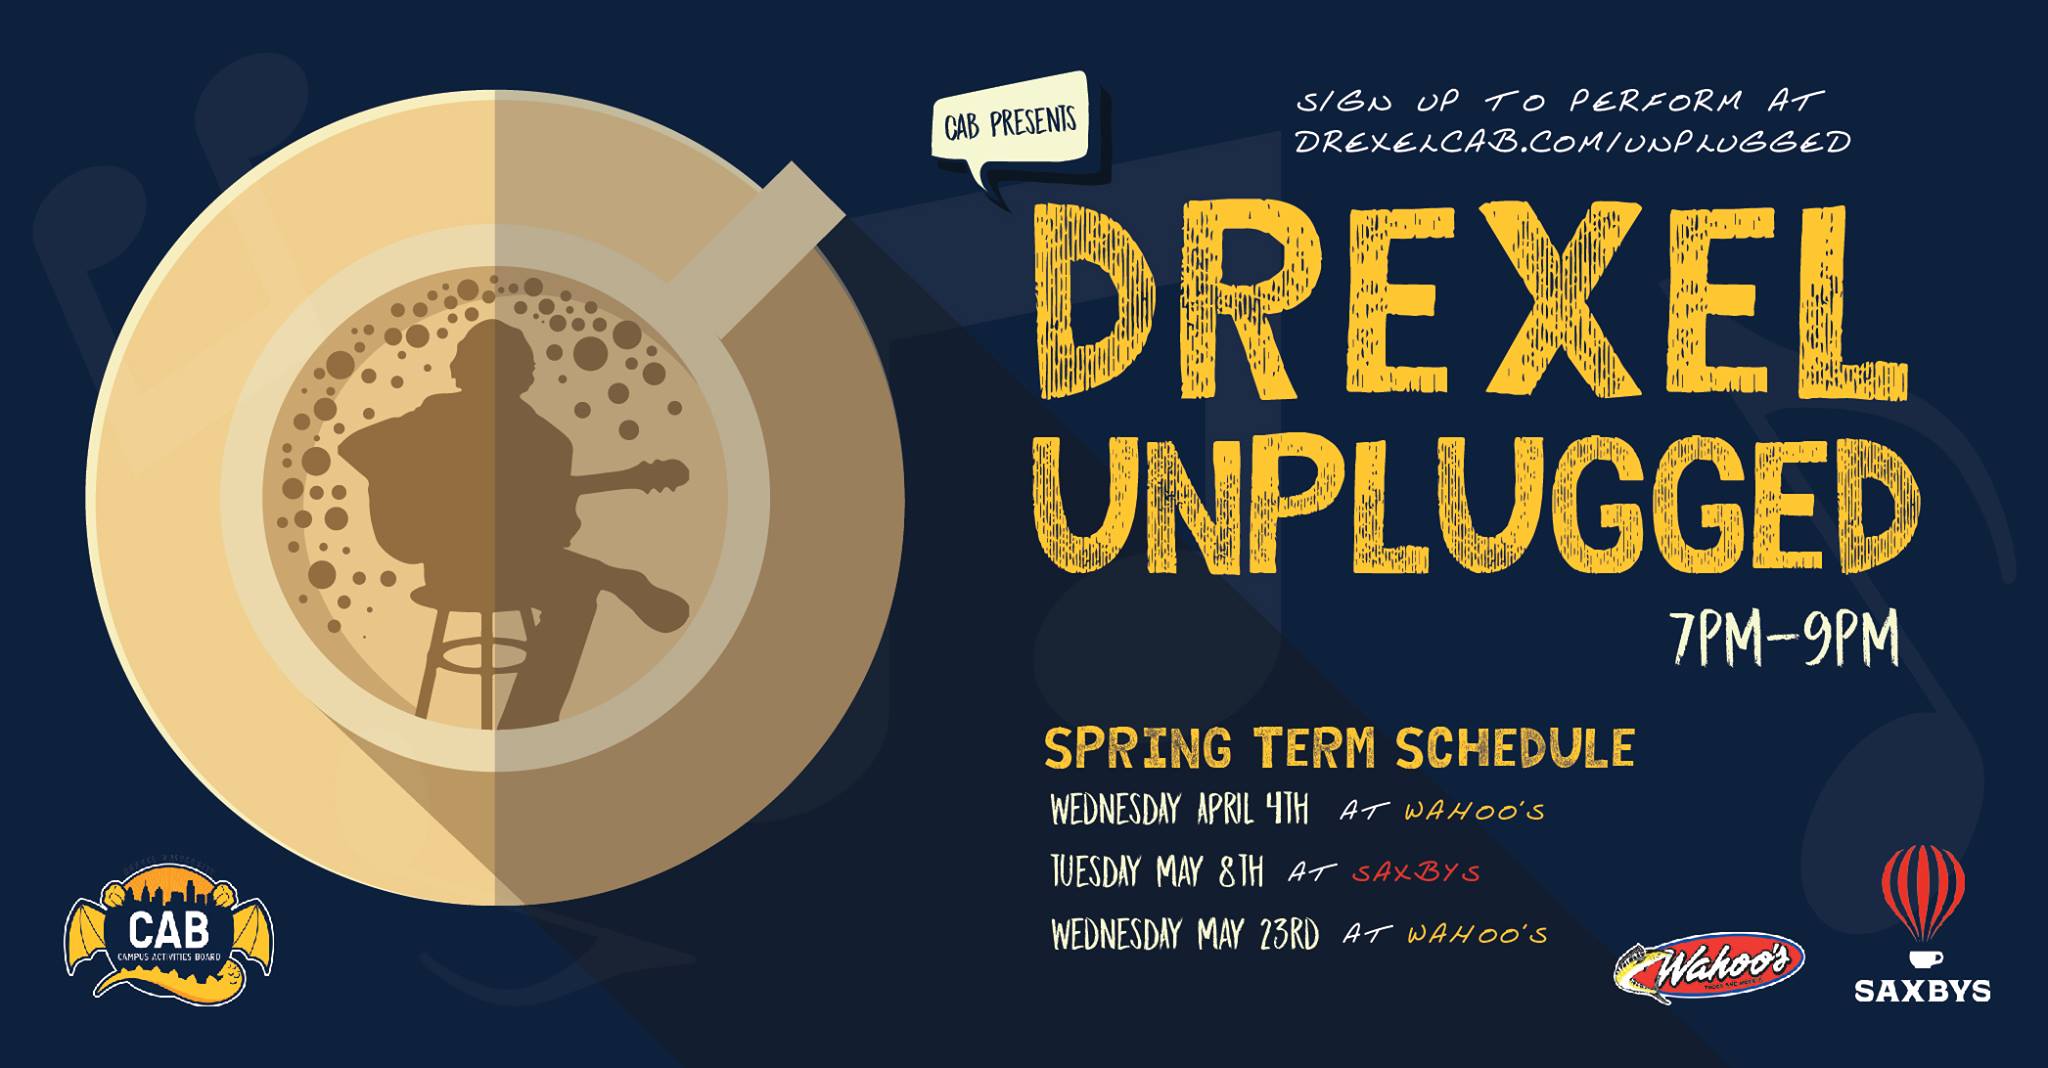 CAB PRESENTS
SIGN UP TO PERFORM AT
DREXELCAB.COM/UNPLUGGED
DREXEL
UNPLUGGED
7PM-9PM
SPRING TERM SCHEDULE
WEDNESDAY APRIL 4TH AT WAHOO'S
TUESDAY MAY 8TH AT SAXBYS
WEDNESDAY MAY 23RD AT WAHOO'S
CAB
CAMPUS ACTIVITIES BOARD
Wahoo's
SAXBYS